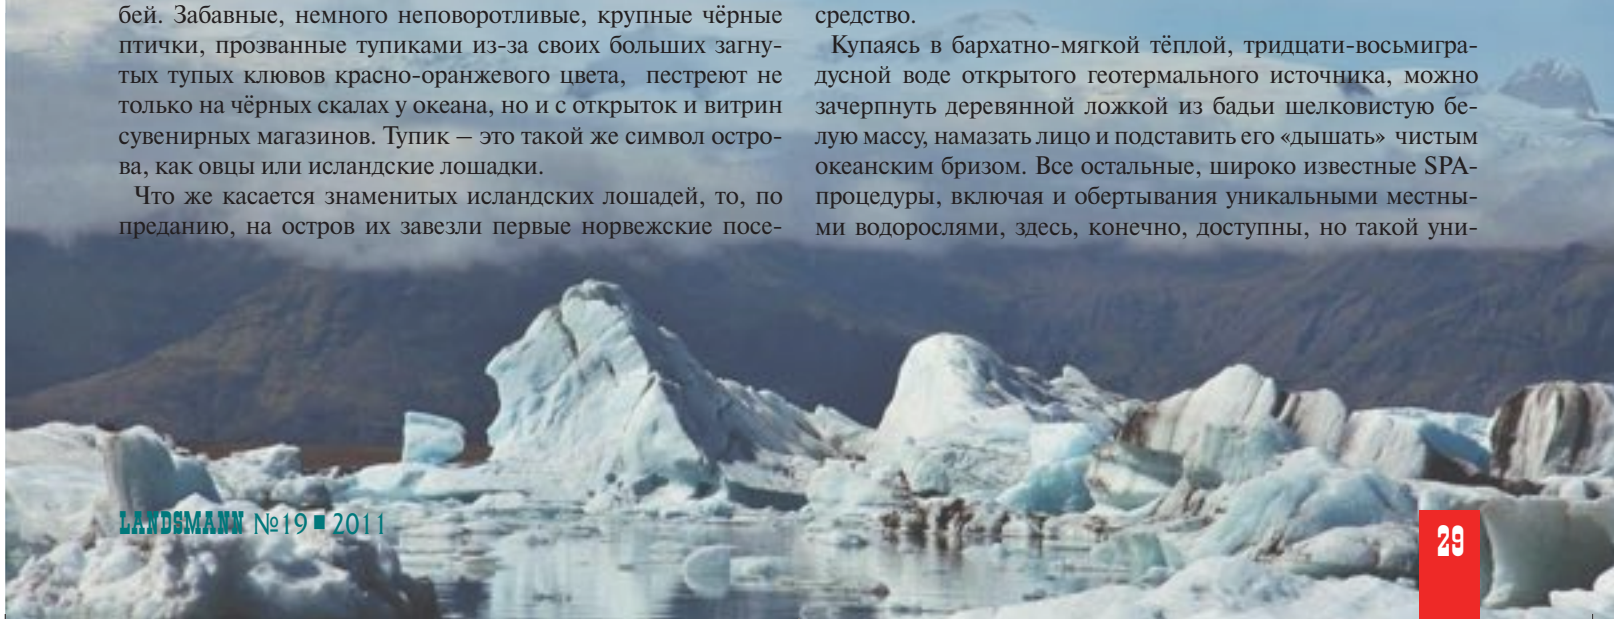 бей. Забавные, немного неповоротливые, крупные чёрные
птички, прозванные тупиками из-за своих больших загну-
тых тупых клювов красно-оранжевого цвета, пестреют не
только на чёрных скалах у океана, но и с открыток и витрин
сувенирных магазинов. Тупик – это такой же символ остро-
ва, как овцы или исландские лошадки.
Что же касается знаменитых исландских лошадей, то, по
преданию, на остров их завезли первые норвежские посе-
средство.
Купаясь в бархатно-мягкой тёплой, тридцати-восьмигра-
дусной воде открытого геотермального источника, можно
зачерпнуть деревянной ложкой из бадьи шелковистую бе-
лую массу, намазать лицо и подставить его «дышать» чистым
океанским бризом. Все остальные, широко известные SPA-
процедуры, включая и обертывания уникальными местны-
ми водорослями, здесь, конечно, доступны, но такой уни-
LANDSMANN №19 ■ 2011
29